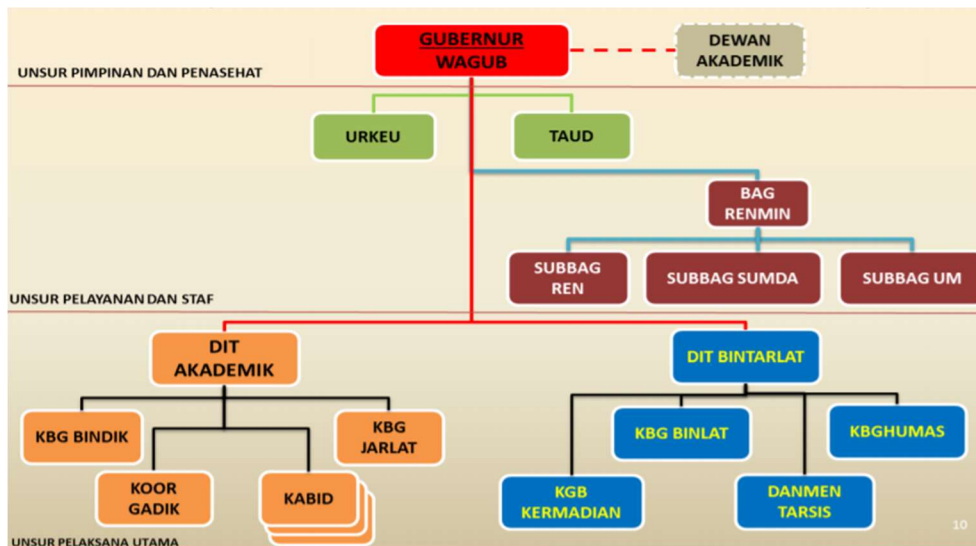 GUBERNUR
WAGUB
DEWAN
AKADEMIK
UNSUR PIMPINAN DAN PENASEHAT
URKEU
TAUD
BAG
RENMIN
SUBBAG
REN
SUBBAG SUMDA
SUBBAG UM
UNSUR PELAYANAN DAN STAF
DIT
AKADEMIK
DIT BINTARLAT
KBG BINDIK
KBG
JARLAT
KBG BINLAT
KBGHUMAS
KOOR
GADIK
KABID
KGB
KERMADIAN
DANMEN
TARSIS
10
UNSUR PELAKSANA UTAMA